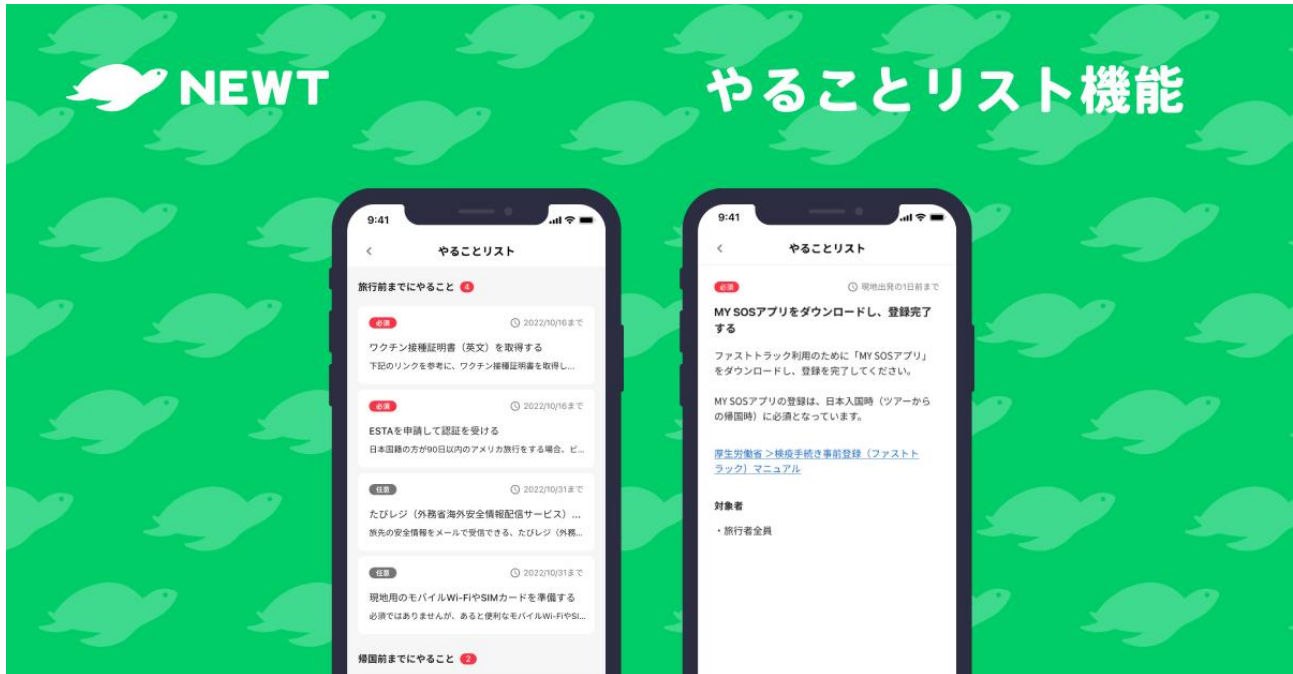 NEWT
やることリスト機能
9:41
やることリスト
旅行前までにやること 4
必須 2022/10/16まで
ワクチン接種証明書（英文）を取得する
下記のリンクを参考に、ワクチン接種証明書を取得し...
必須 2022/10/16まで
ESTAを申請して認証を受ける
日本国籍の方が90日以内のアメリカ旅行をする場合、ビ...
任意 2022/10/31まで
たびレジ（外務省海外安全情報配信サービス）...
旅先の安全情報をメールで受信できる、たびレジ（外務...
任意 2022/10/31まで
現地用のモバイルWi-FiやSIMカードを準備する
必須ではありませんが、あると便利なモバイルWi-FiやSI...
帰国前までにやること 2
9:41
やることリスト
必須 現地出発の1日前まで
MY SOSアプリをダウンロードし、登録完了
する
ファストトラック利用のために「MY SOSアプリ」
をダウンロードし、登録を完了してください。
MY SOSアプリの登録は、日本入国時（ツアーから
の帰国時）に必須となっています。
厚生労働省＞検疫手続き事前登録（ファストト
ラック）マニュアル
対象者
・旅行者全員